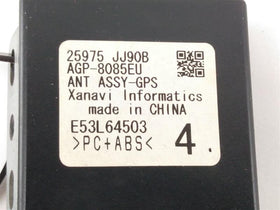 25975 JJ90B
AGP-8085EU
ANT ASSY-GPS
Xanavi Informatics
made in CHINA
E53L64503
>PC+ABS< 4.